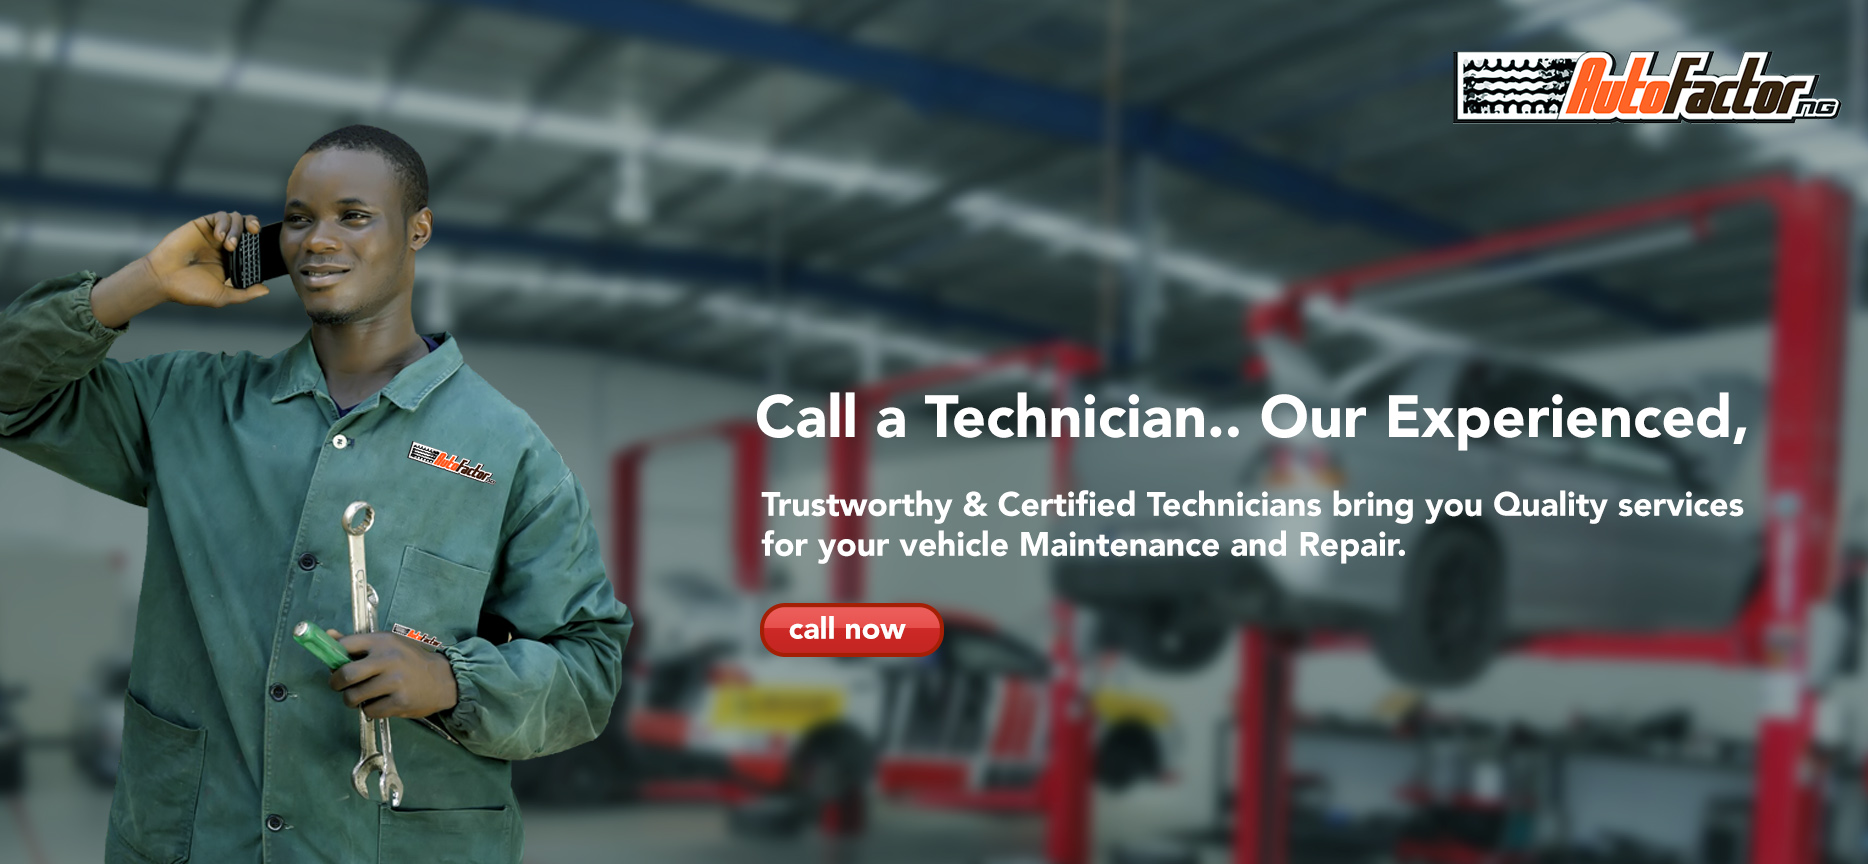 AutoFactor.NG
Call a Technician.. Our Experienced,
AutoFactor
Trustworthy & Certified Technicians bring you Quality services
for your vehicle Maintenance and Repair.
call now